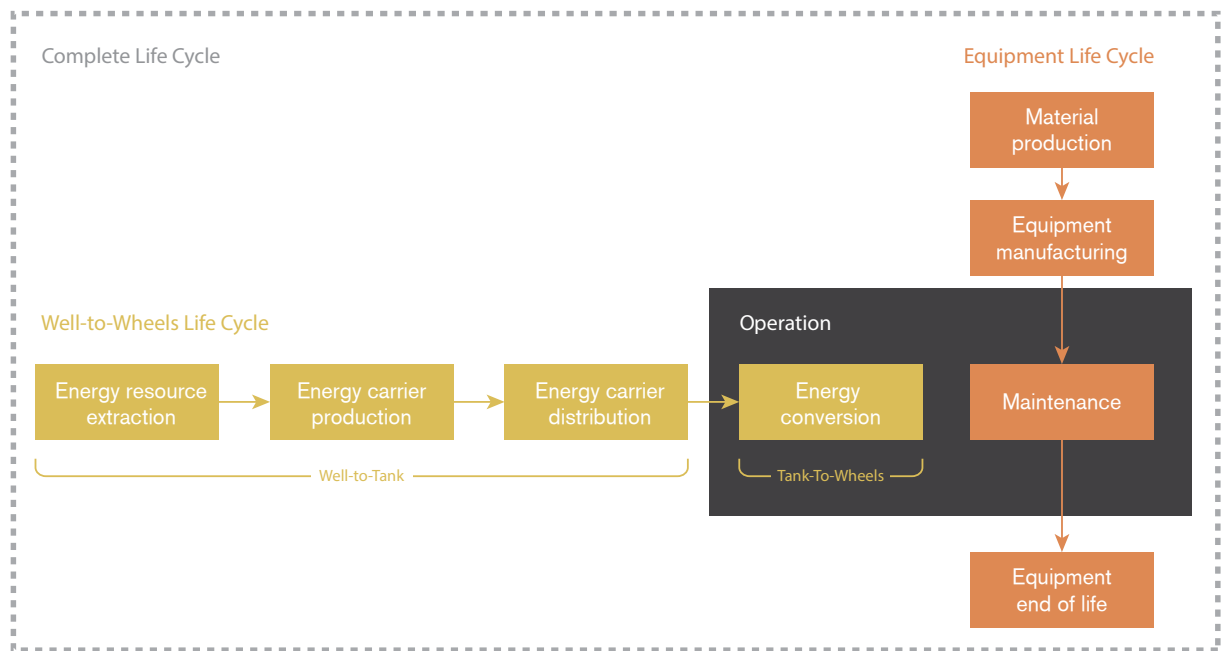 Complete Life Cycle
Equipment Life Cycle
Material
production
Equipment
manufacturing
Well-to-Wheels Life Cycle
Operation
Energy resource
extraction
Energy carrier
production
Energy carrier
distribution
Energy
conversion
Maintenance
Well-to-Tank
Tank-To-Wheels
Equipment
end of life